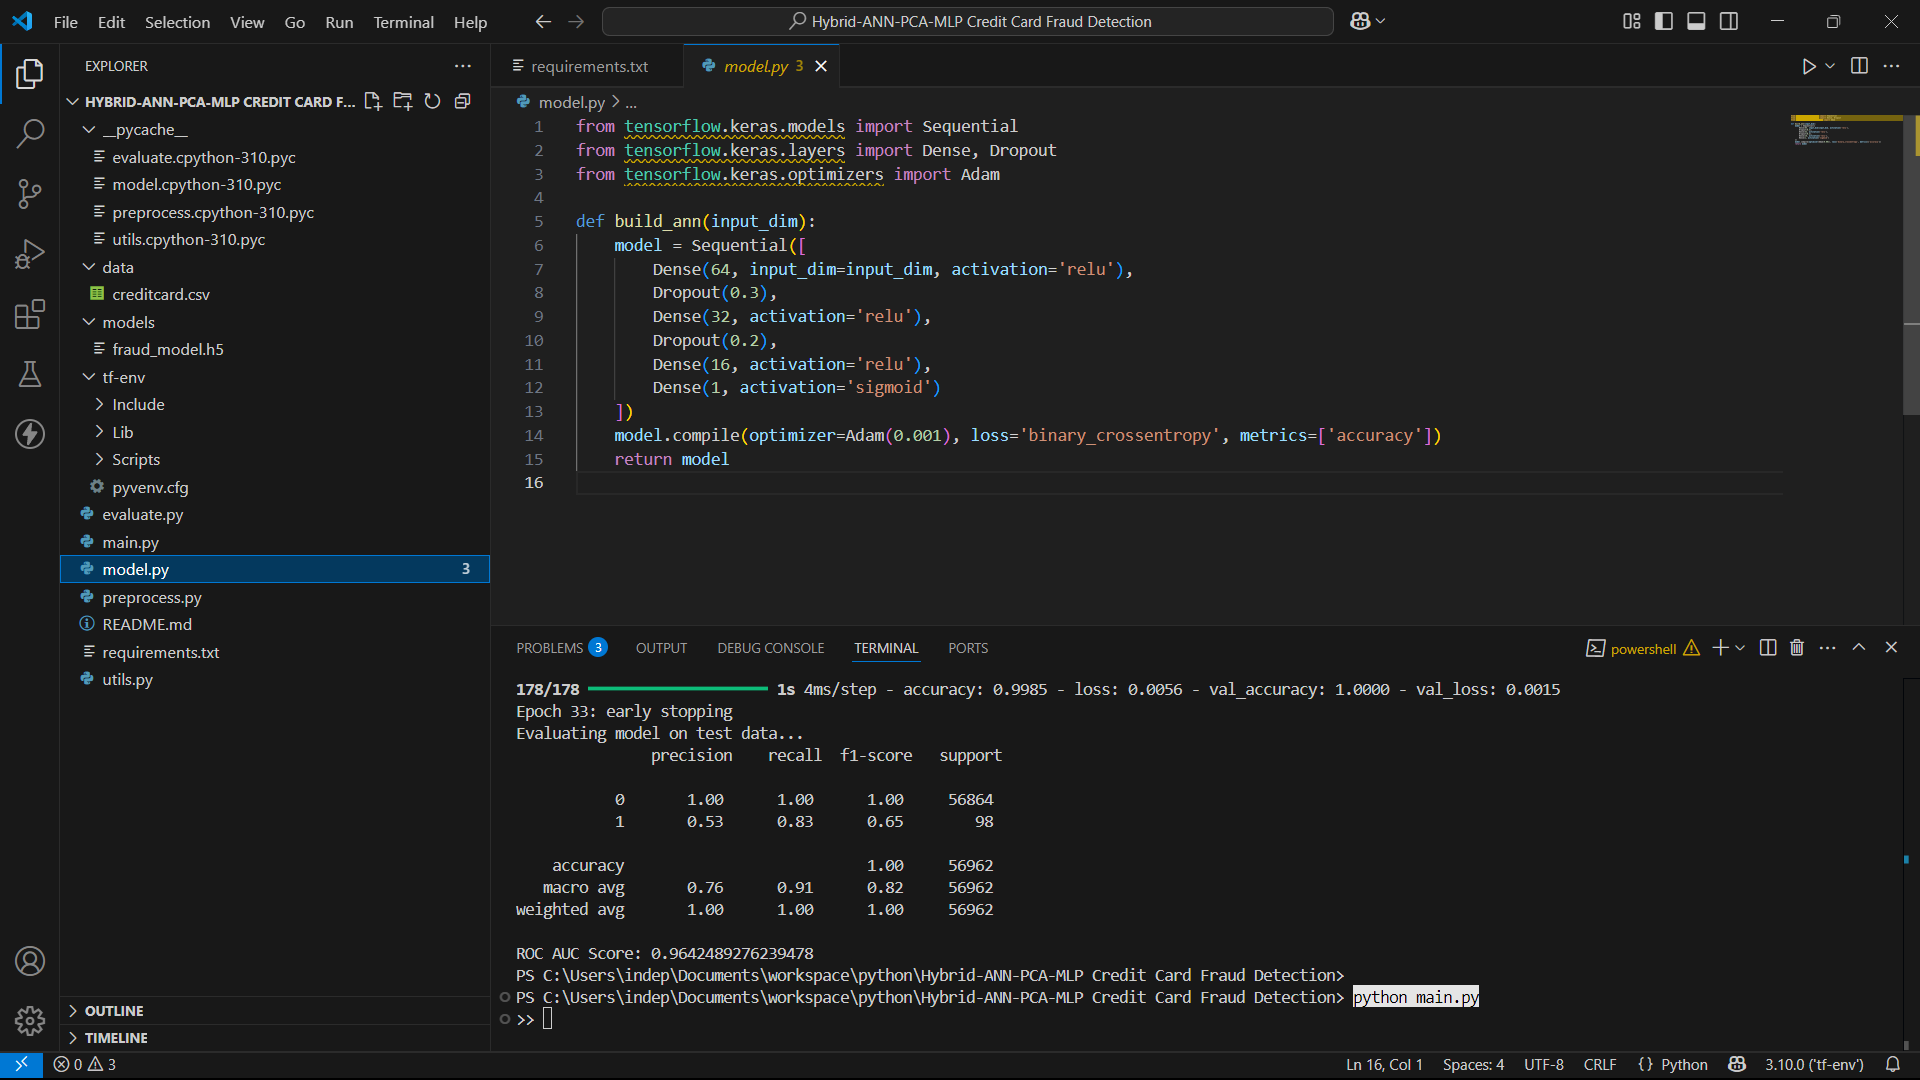 File Edit Selection View Go Run Terminal Help
Hybrid-ANN-PCA-MLP Credit Card Fraud Detection
EXPLORER
HYBRID-ANN-PCA-MLP CREDIT CARD F...
__pycache__
evaluate.cpython-310.pyc
model.cpython-310.pyc
preprocess.cpython-310.pyc
utils.cpython-310.pyc
data
creditcard.csv
models
fraud_model.h5
tf-env
Include
Lib
Scripts
pyvenv.cfg
evaluate.py
main.py
model.py 3
preprocess.py
README.md
requirements.txt
utils.py
OUTLINE
TIMELINE
requirements.txt model.py 3
model.py > ...
1 from tensorflow.keras.models import Sequential
2 from tensorflow.keras.layers import Dense, Dropout
3 from tensorflow.keras.optimizers import Adam
4
5 def build_ann(input_dim):
6 model = Sequential([
7 Dense(64, input_dim=input_dim, activation='relu'),
8 Dropout(0.3),
9 Dense(32, activation='relu'),
10 Dropout(0.2),
11 Dense(16, activation='relu'),
12 Dense(1, activation='sigmoid')
13 ])
14 model.compile(optimizer=Adam(0.001), loss='binary_crossentropy', metrics=['accuracy'])
15 return model
16
PROBLEMS 3 OUTPUT DEBUG CONSOLE TERMINAL PORTS
powershell
178/178 1s 4ms/step - accuracy: 0.9985 - loss: 0.0056 - val_accuracy: 1.0000 - val_loss: 0.0015
Epoch 33: early stopping
Evaluating model on test data...
precision recall f1-score support
0 1.00 1.00 1.00 56864
1 0.53 0.83 0.65 98
accuracy 1.00 56962
macro avg 0.76 0.91 0.82 56962
weighted avg 1.00 1.00 1.00 56962
ROC AUC Score: 0.9642489276239478
PS C:\Users\indep\Documents\workspace\python\Hybrid-ANN-PCA-MLP Credit Card Fraud Detection>
PS C:\Users\indep\Documents\workspace\python\Hybrid-ANN-PCA-MLP Credit Card Fraud Detection> python main.py
>>
0 3
Ln 16, Col 1 Spaces: 4 UTF-8 CRLF {} Python 3.10.0 ('tf-env')